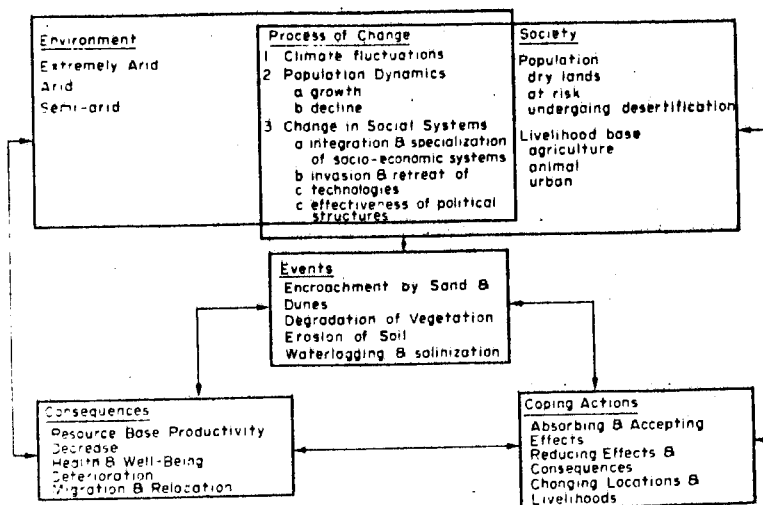 Environment
Extremely Arid
Arid
Semi-arid
Process of Change
1 Climate fluctuations
2 Population Dynamics
a growth
b decline
3 Change in Social Systems
a integration & specialization
of socio-economic systems
b invasion & retreat of
c technologies
c effectiveness of political
structures
Society
Population
dry lands
at risk
undergoing desertification
Livelihood base
agriculture
animal
urban
Events
Encroachment by Sand &
Dunes
Degradation of Vegetation
Erosion of Soil
Waterlogging & salinization
Consequences
Resource Base Productivity
Decrease
Health & Well-Being
Deterioration
Migration & Relocation
Coping Actions
Absorbing & Accepting
Effects
Reducing Effects &
Consequences
Changing Locations &
Livelihoods